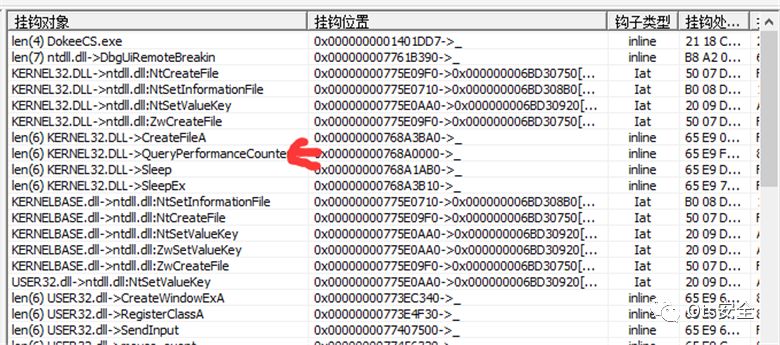 挂钩对象 挂钩位置 钩子类型 挂钩处...
len(4) DokeeCS.exe 0x0000000001401DD7->_ inline 21 18 C...
len(7) ntdll.dll->DbgUiRemoteBreakin 0x000000007761B390->_ inline B8 A2 0...
KERNEL32.DLL->ntdll.dll:NtCreateFile 0x00000000775E09F0->0x000000006BD30750[... Iat 50 07 D...
KERNEL32.DLL->ntdll.dll:NtSetInformationFile 0x00000000775E0710->0x000000006BD308B0[... Iat B0 08 D...
KERNEL32.DLL->ntdll.dll:NtSetValueKey 0x00000000775E0AA0->0x000000006BD30920[... Iat 20 09 D...
KERNEL32.DLL->ntdll.dll:ZwCreateFile 0x00000000775E09F0->0x000000006BD30750[... Iat 50 07 D...
len(6) KERNEL32.DLL->CreateFileA 0x00000000768A3BA0->_ inline 65 E9 0...
len(6) KERNEL32.DLL->QueryPerformanceCounte 0x00000000768A0000->_ inline 65 E9 F...
len(6) KERNEL32.DLL->Sleep 0x00000000768A1AB0->_ inline 65 E9 D...
len(6) KERNEL32.DLL->SleepEx 0x00000000768A3B10->_ inline 65 E9 7...
KERNELBASE.dll->ntdll.dll:NtSetInformationFile 0x00000000775E0710->0x000000006BD308B0[... Iat B0 08 D...
KERNELBASE.dll->ntdll.dll:NtCreateFile 0x00000000775E09F0->0x000000006BD30750[... Iat 50 07 D...
KERNELBASE.dll->ntdll.dll:NtSetValueKey 0x00000000775E0AA0->0x000000006BD30920[... Iat 20 09 D...
KERNELBASE.dll->ntdll.dll:ZwSetValueKey 0x00000000775E0AA0->0x000000006BD30920[... Iat 20 09 D...
KERNELBASE.dll->ntdll.dll:ZwCreateFile 0x00000000775E09F0->0x000000006BD30750[... Iat 50 07 D...
USER32.dll->ntdll.dll:NtSetValueKey 0x00000000775E0AA0->0x000000006BD30920[... Iat 20 09 D...
len(6) USER32.dll->CreateWindowExA 0x00000000773EC340->_ inline 65 E9 6...
len(6) USER32.dll->RegisterClassA 0x00000000773E4F30->_ inline 65 E9
len(6) USER32.dll->SendInput 0x0000000077407500->_ inline 65 E9
Ots安全